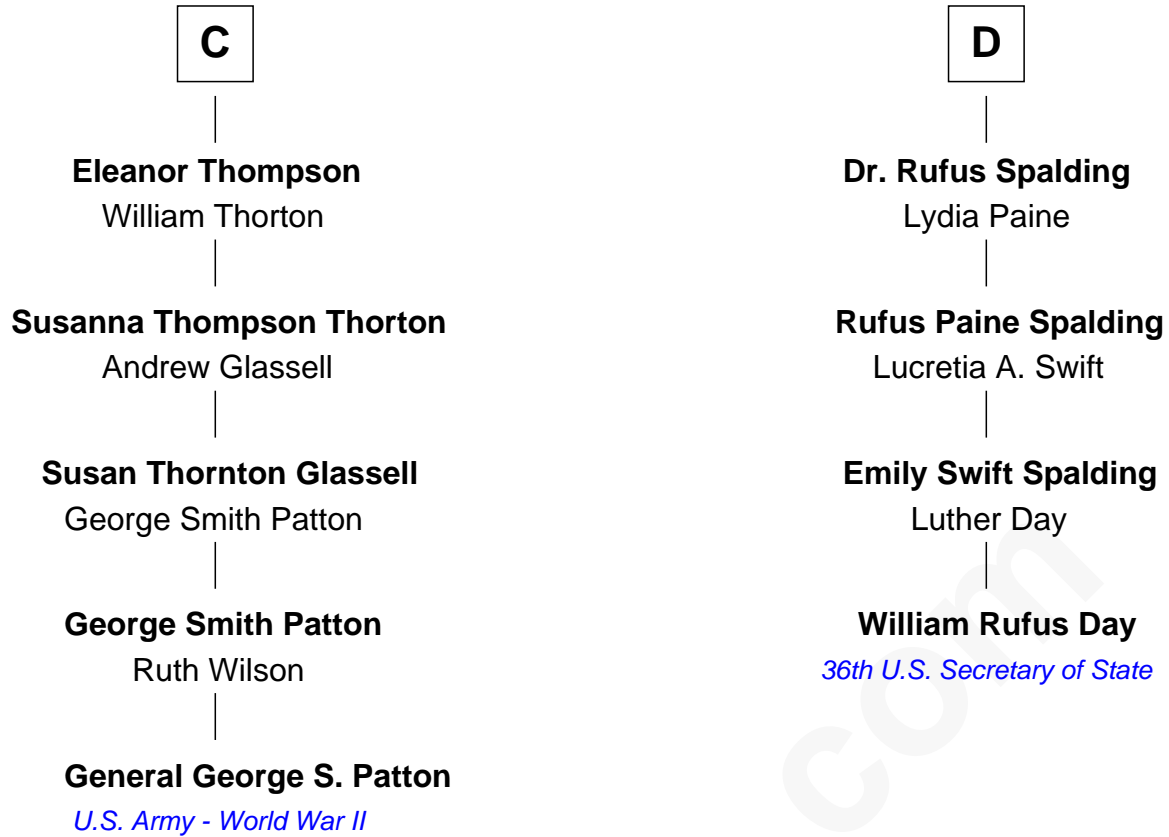 C
Eleanor Thompson
William Thorton
Susanna Thompson Thorton
Andrew Glassell
Susan Thornton Glassell
George Smith Patton
George Smith Patton
Ruth Wilson
General George S. Patton
U.S. Army - World War II
D
Dr. Rufus Spalding
Lydia Paine
Rufus Paine Spalding
Lucretia A. Swift
Emily Swift Spalding
Luther Day
William Rufus Day
36th U.S. Secretary of State
com